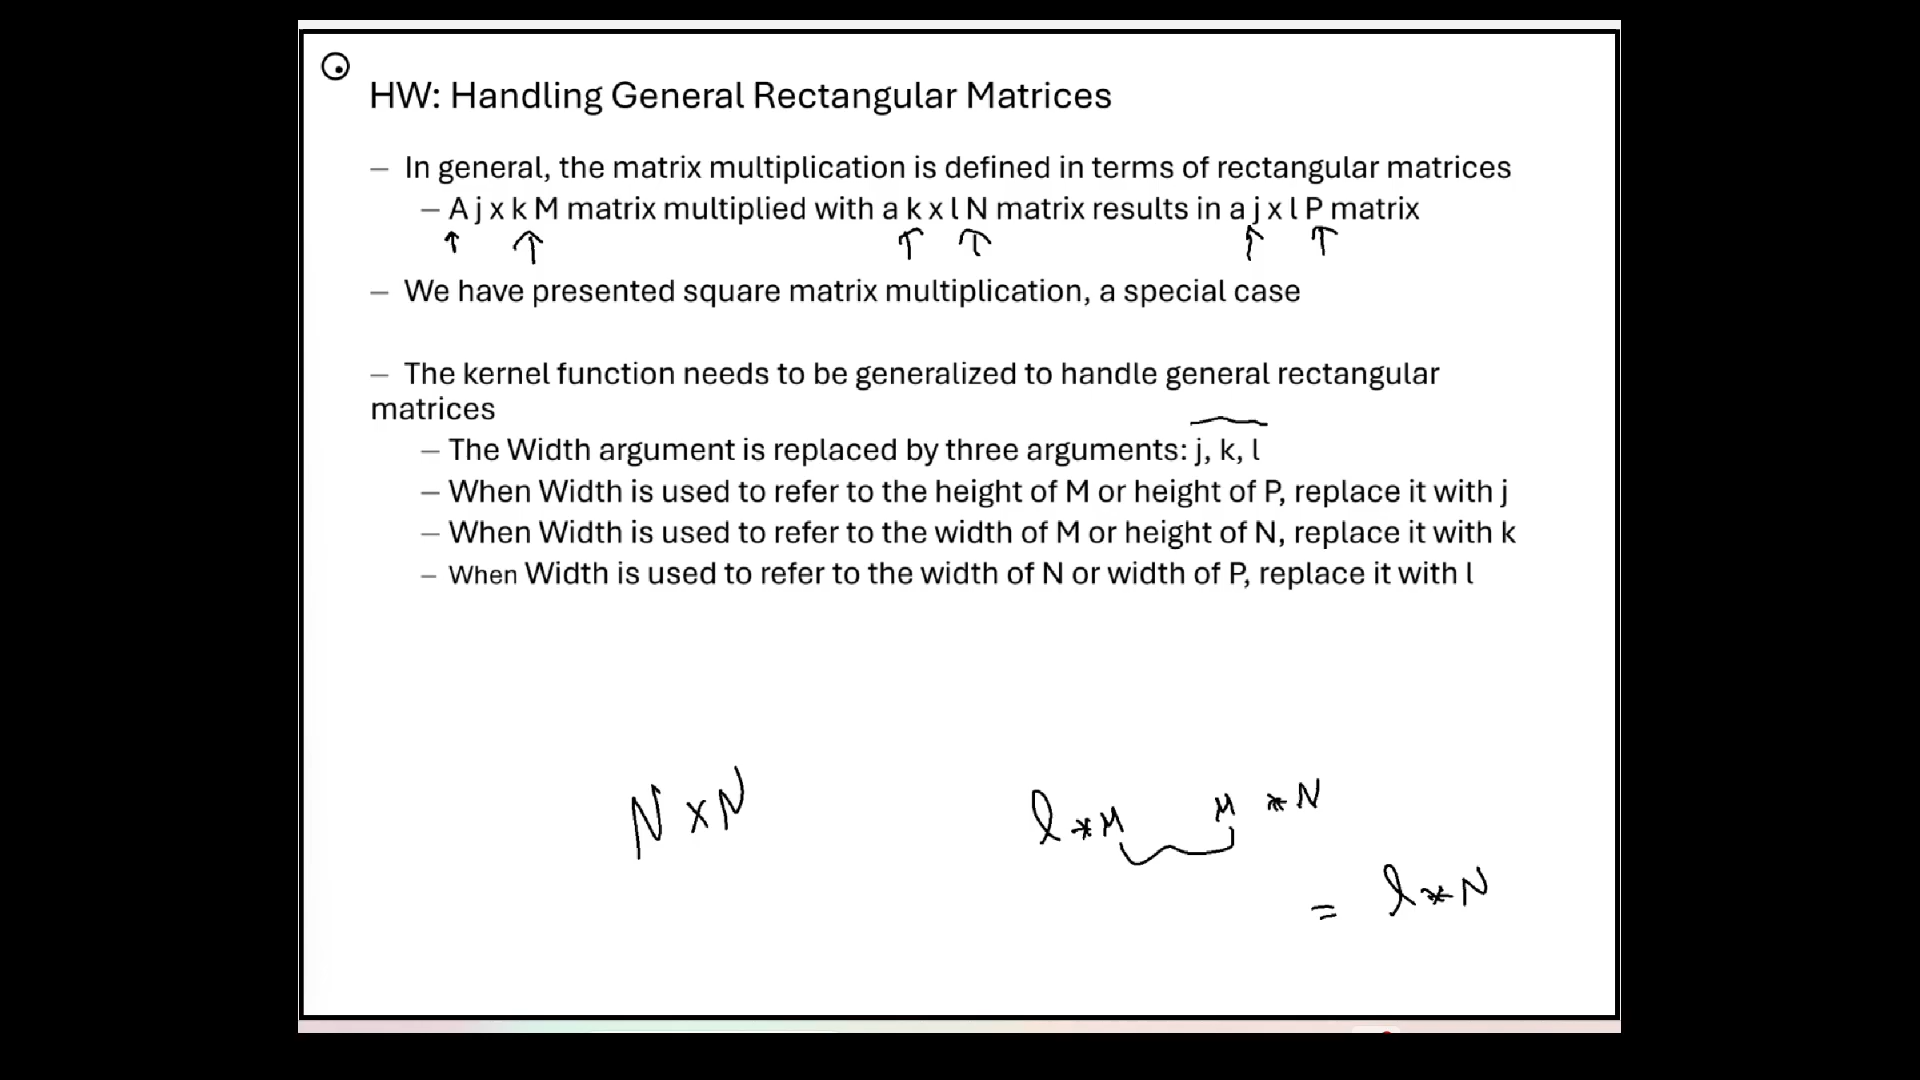 HW: Handling General Rectangular Matrices
– In general, the matrix multiplication is defined in terms of rectangular matrices
– A j x k M matrix multiplied with a k x l N matrix results in a j x l P matrix
– We have presented square matrix multiplication, a special case
– The kernel function needs to be generalized to handle general rectangular
matrices
– The Width argument is replaced by three arguments: j, k, l
– When Width is used to refer to the height of M or height of P, replace it with j
– When Width is used to refer to the width of M or height of N, replace it with k
– When Width is used to refer to the width of N or width of P, replace it with l
N x N
l * M M * N
= l * N